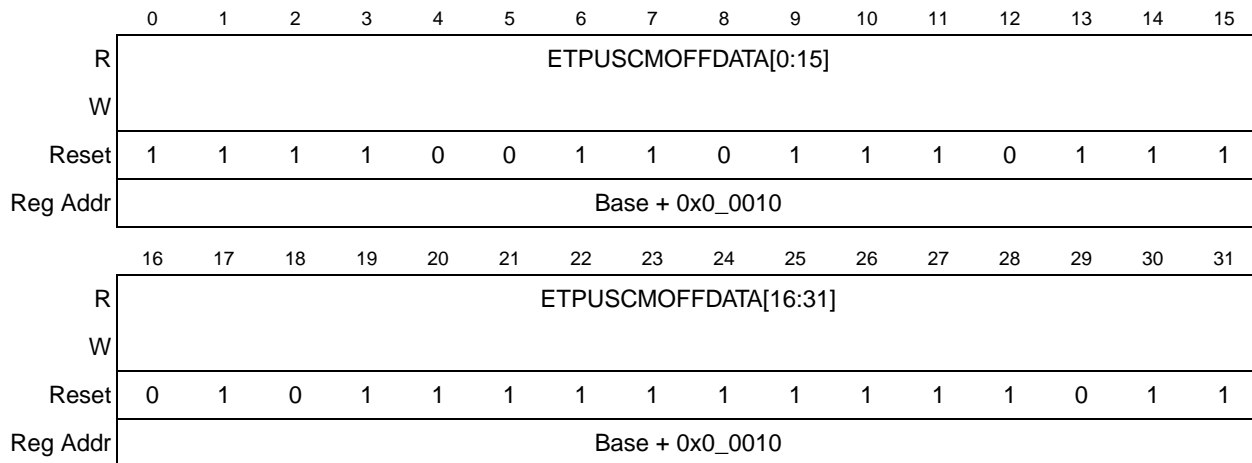 0 1 2 3 4 5 6 7 8 9 10 11 12 13 14 15
R ETPUSCMOFFDATA[0:15]
W
Reset 1 1 1 1 0 0 1 1 0 1 1 1 0 1 1 1
Reg Addr Base + 0x0_0010
16 17 18 19 20 21 22 23 24 25 26 27 28 29 30 31
R ETPUSCMOFFDATA[16:31]
W
Reset 0 1 0 1 1 1 1 1 1 1 1 1 1 0 1 1
Reg Addr Base + 0x0_0010